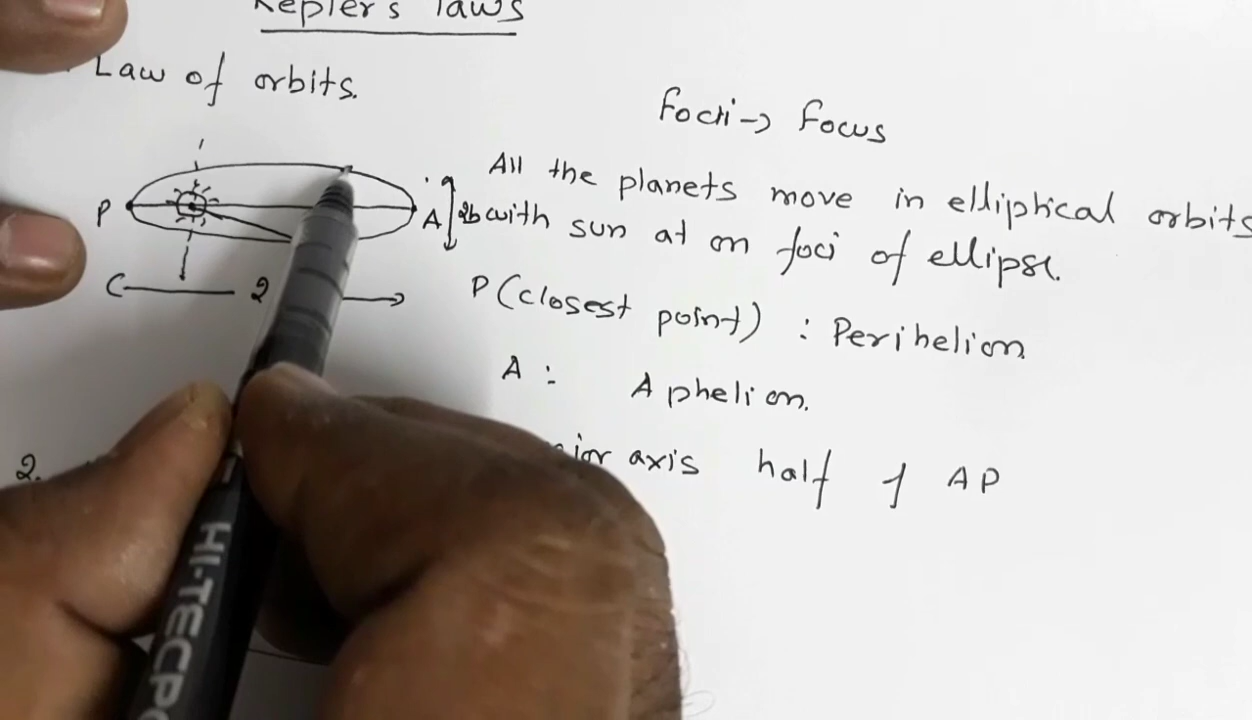 Kepler's laws
Law of orbits.
Foci -> Focus
All the planets move in elliptical orbits
with sun at on foci of ellipse.
P
A
2b
2
P (closest point) : Perihelion
A : Aphelion.
axis half of AP
2.
HI-TECPO